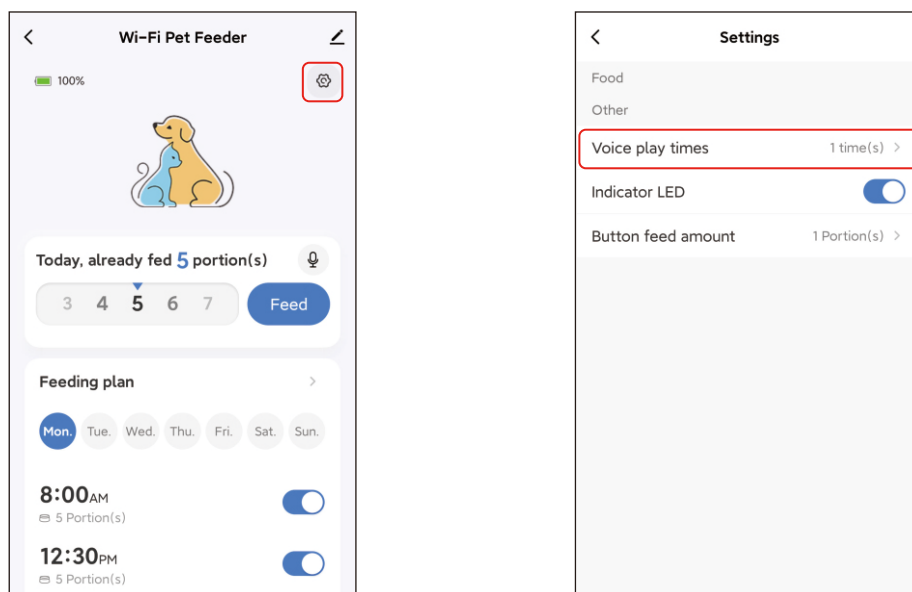 Wi-Fi Pet Feeder
100%
Today, already fed 5 portion(s)
3 4 5 6 7 Feed
Feeding plan
Mon. Tue. Wed. Thu. Fri. Sat. Sun.
8:00AM
5 Portion(s)
12:30PM
5 Portion(s)
Settings
Food
Other
Voice play times 1 time(s)
Indicator LED
Button feed amount 1 Portion(s)